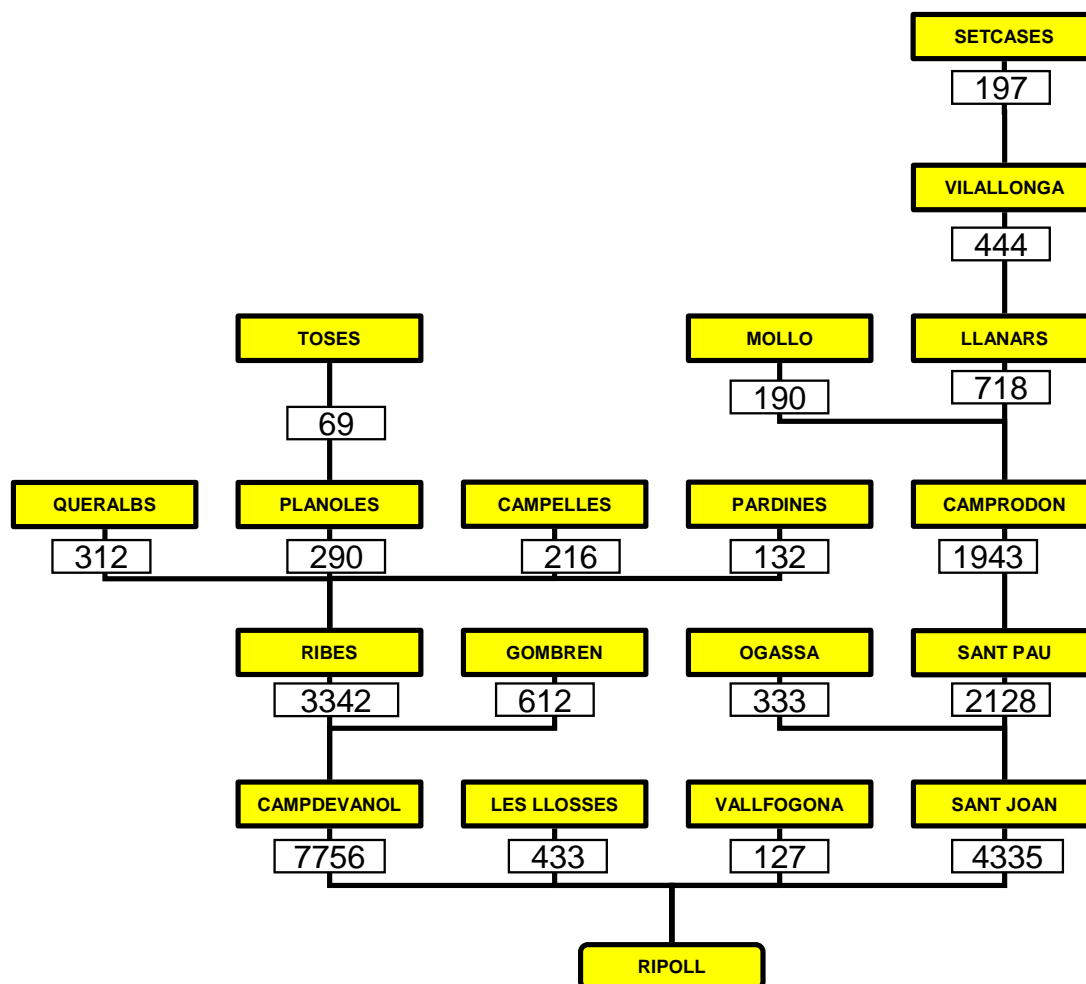 SETCASES
197
VILALLONGA
444
TOSES
MOLLO
LLANARS
69
190
718
QUERALBS
PLANOLES
CAMPELLES
PARDINES
CAMPRODON
312
290
216
132
1943
RIBES
GOMBREN
OGASSA
SANT PAU
3342
612
333
2128
CAMPDEVANOL
LES LLOSSES
VALLFOGONA
SANT JOAN
7756
433
127
4335
RIPOLL